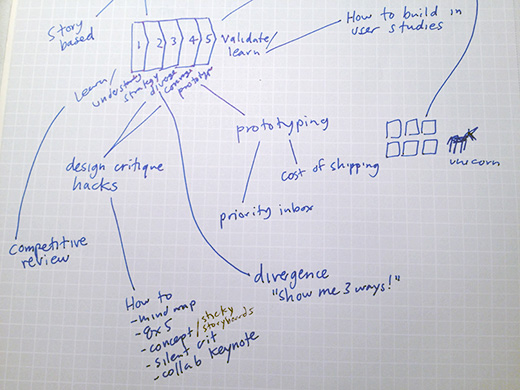 Story
based
1 2 3 4 5
Validate/
learn
How to build in
user studies
Learn/
understand
strategy
diverge
converge
prototype
prototyping
design critique
hacks
cost of shipping
unicorn
priority inbox
competitive
review
divergence
"show me 3 ways!"
How to
- mind map
- 8x5
- concept/sticky
storyboards
- silent crit
- collab keynote